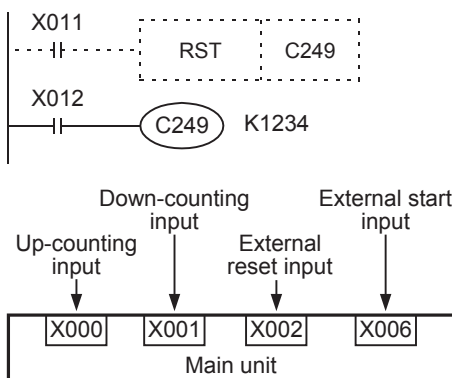 X011
RST C249
X012
C249 K1234
Down-counting
input
External start
input
Up-counting
input
External
reset input
X000 X001 X002 X006
Main unit